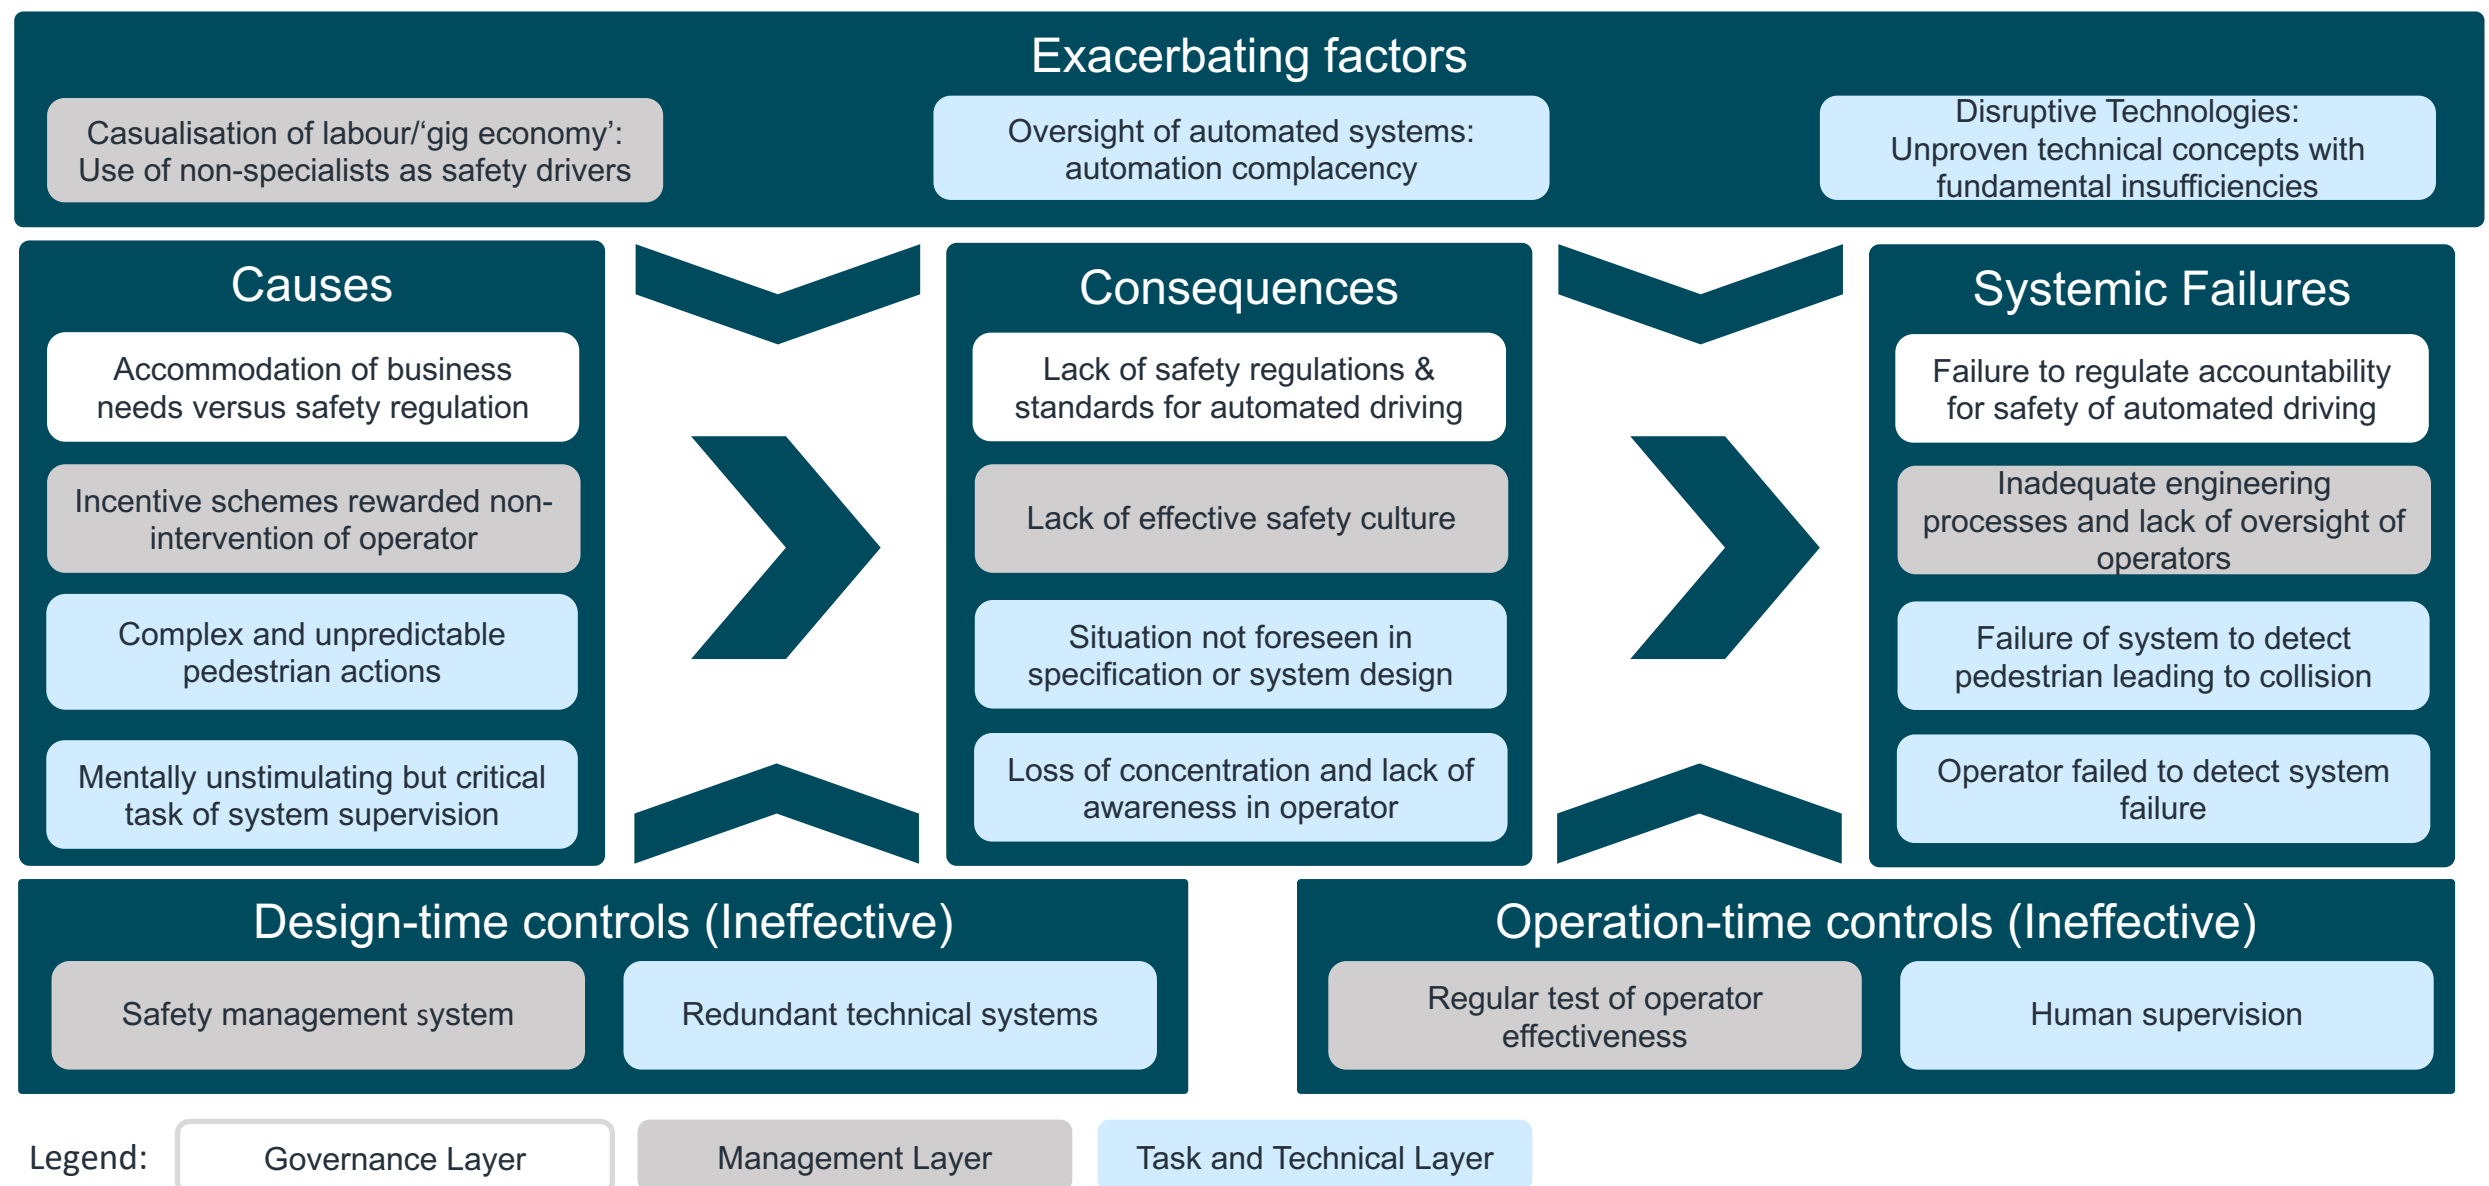 Exacerbating factors
Casualisation of labour/‘gig economy’:
Use of non-specialists as safety drivers
Oversight of automated systems:
automation complacency
Disruptive Technologies:
Unproven technical concepts with
fundamental insufficiencies
Causes
Accommodation of business
needs versus safety regulation
Incentive schemes rewarded non-
intervention of operator
Complex and unpredictable
pedestrian actions
Mentally unstimulating but critical
task of system supervision
Consequences
Lack of safety regulations &
standards for automated driving
Lack of effective safety culture
Situation not foreseen in
specification or system design
Loss of concentration and lack of
awareness in operator
Systemic Failures
Failure to regulate accountability
for safety of automated driving
Inadequate engineering
processes and lack of oversight of
operators
Failure of system to detect
pedestrian leading to collision
Operator failed to detect system
failure
Design-time controls (Ineffective)
Safety management system
Redundant technical systems
Operation-time controls (Ineffective)
Regular test of operator
effectiveness
Human supervision
Legend:
Governance Layer
Management Layer
Task and Technical Layer